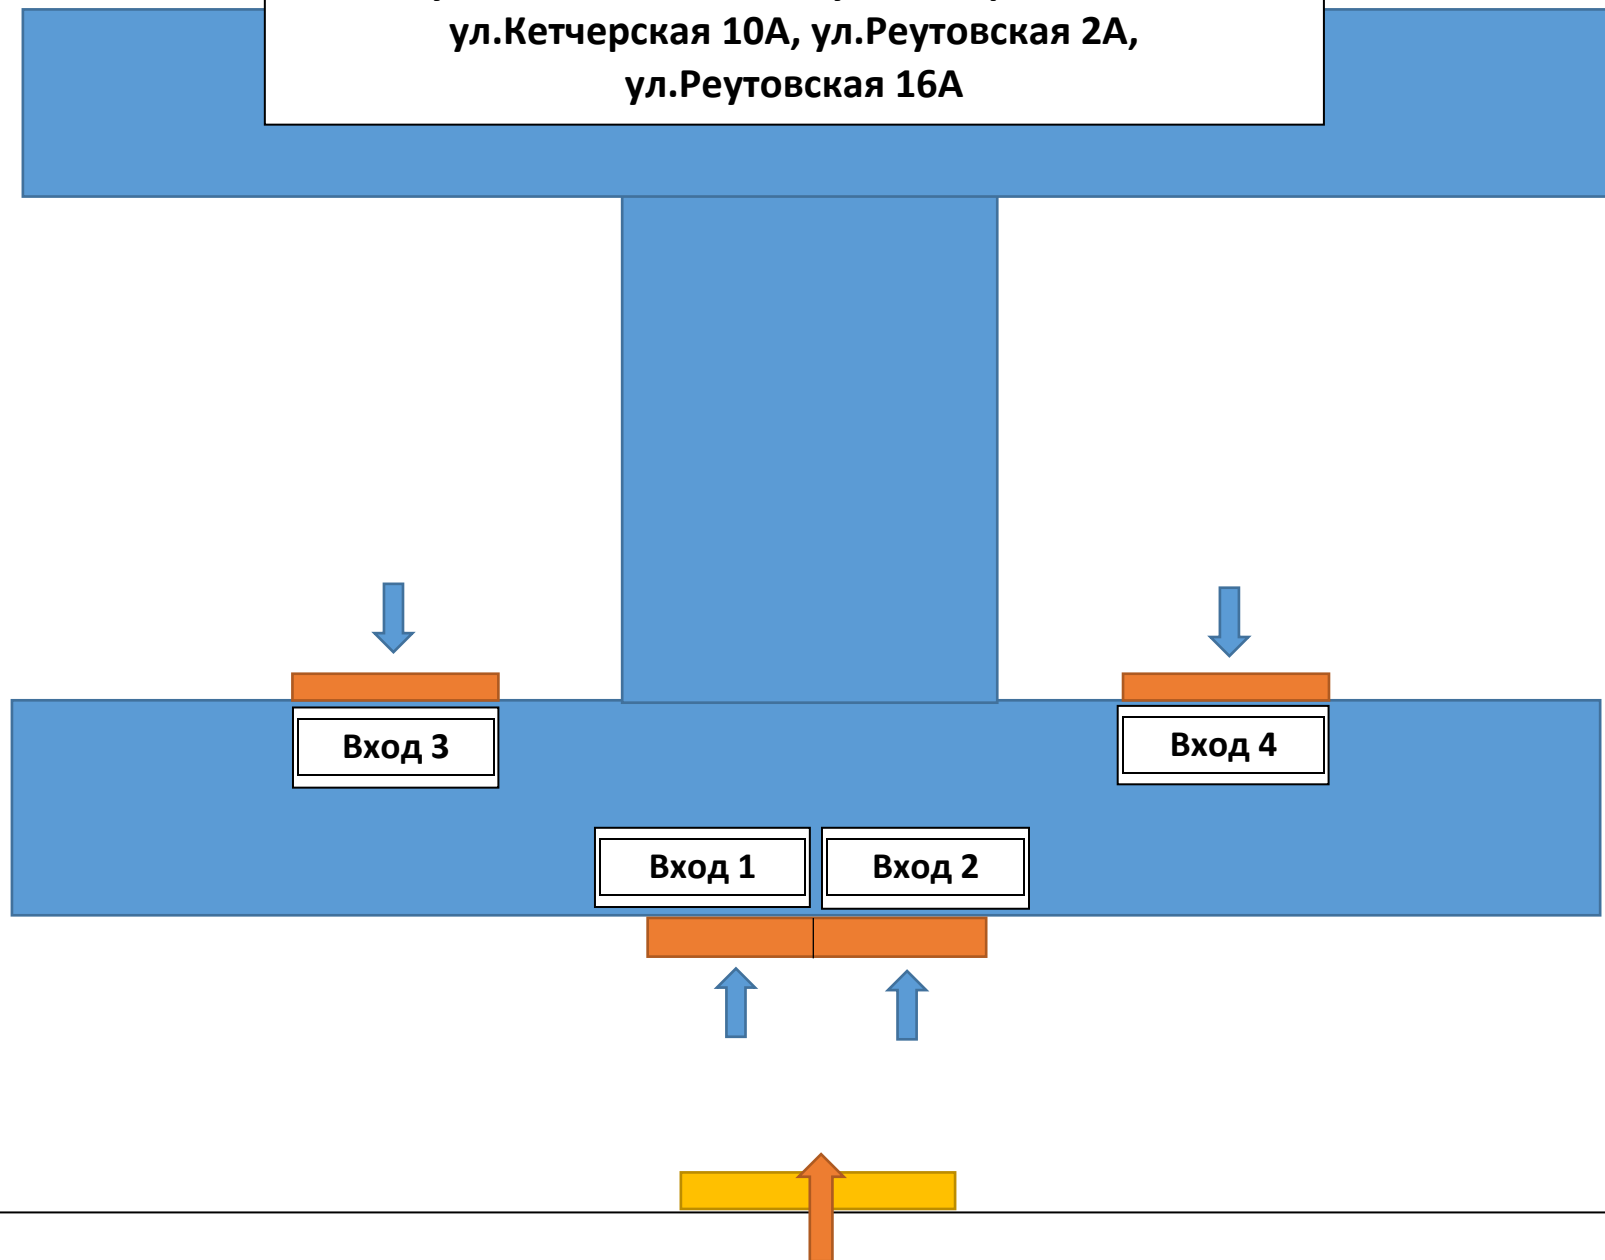 ул.Кетчерская 10А, ул.Реутовская 2А,
ул.Реутовская 16А
Вход 3
Вход 4
Вход 1
Вход 2